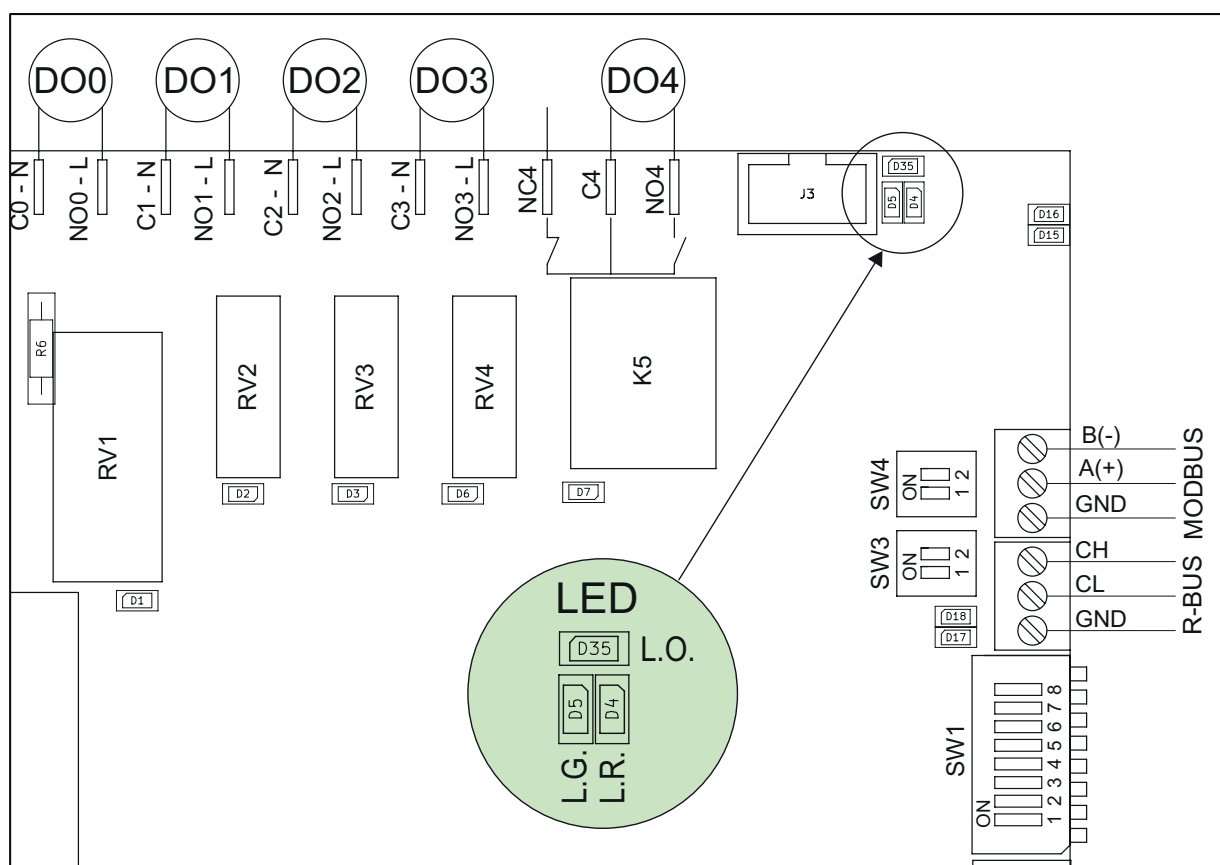 DO0
DO1
DO2
DO3
DO4
C0 - N
NO0 - L
C1 - N
NO1 - L
C2 - N
NO2 - L
C3 - N
NO3 - L
NC4
C4
NO4
J3
D35
D5
D4
D16
D15
R6
RV1
RV2
RV3
RV4
K5
D2
D3
D6
D7
D1
SW4
ON
1 2
SW3
ON
1 2
B(-)
A(+)
GND
MODBUS
CH
CL
GND
R-BUS
D18
D17
SW1
ON
1 2 3 4 5 6 7 8
LED
D35 L.O.
D5
D4
L.G.
L.R.